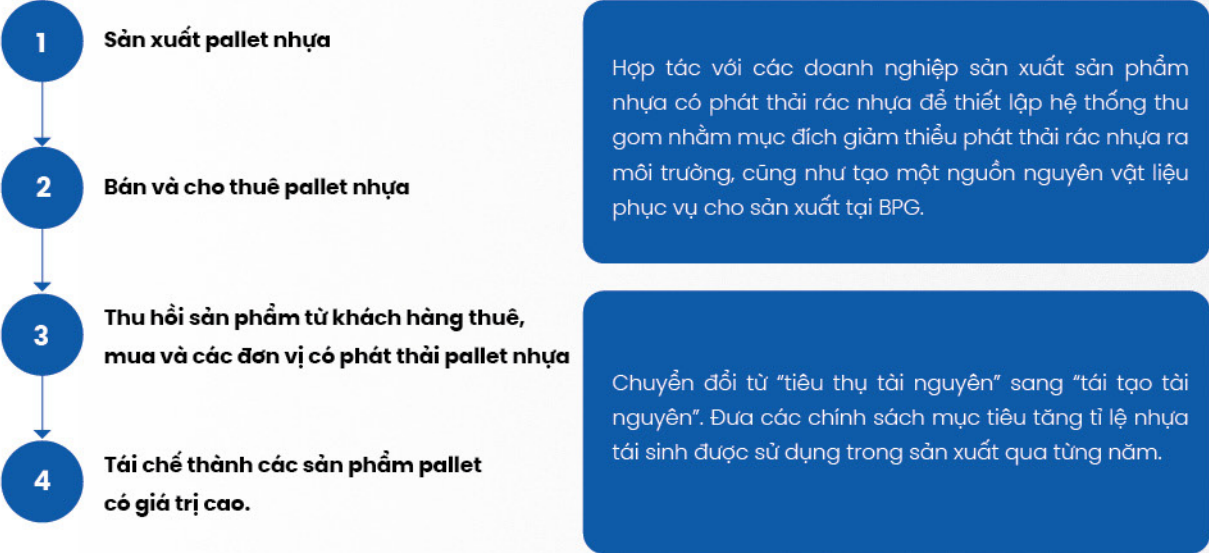 1
Sản xuất pallet nhựa
2
Bán và cho thuê pallet nhựa
3
Thu hồi sản phẩm từ khách hàng thuê,
mua và các đơn vị có phát thải pallet nhựa
4
Tái chế thành các sản phẩm pallet
có giá trị cao.
Hợp tác với các doanh nghiệp sản xuất sản phẩm
nhựa có phát thải rác nhựa để thiết lập hệ thống thu
gom nhằm mục đích giảm thiểu phát thải rác nhựa ra
môi trường, cũng như tạo một nguồn nguyên vật liệu
phục vụ cho sản xuất tại BPG.
Chuyển đổi từ “tiêu thụ tài nguyên” sang “tái tạo tài
nguyên”. Đưa các chính sách mục tiêu tăng tỉ lệ nhựa
tái sinh được sử dụng trong sản xuất qua từng năm.